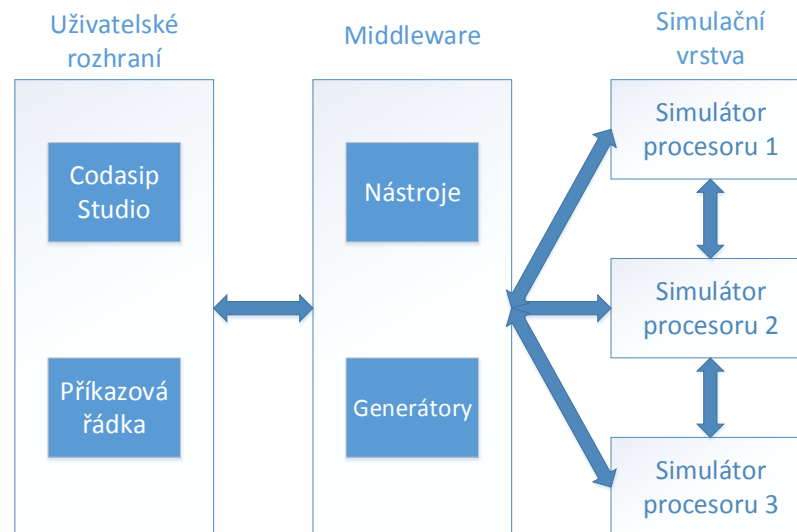 Uživatelské
rozhraní
Middleware
Simulační
vrstva
Codasip
Studio
Příkazová
řádka
Nástroje
Generátory
Simulátor
procesoru 1
Simulátor
procesoru 2
Simulátor
procesoru 3